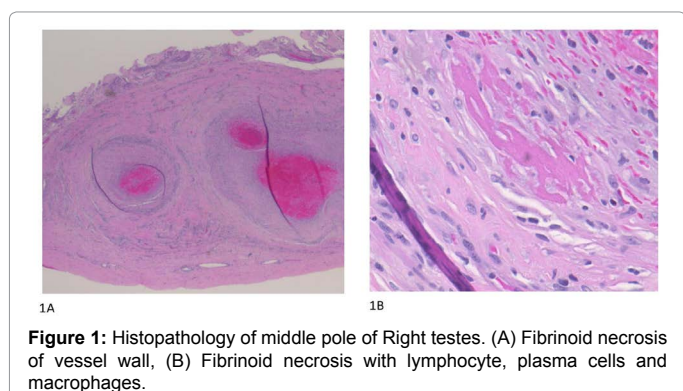 1A
1B
Figure 1: Histopathology of middle pole of Right testes. (A) Fibrinoid necrosis
of vessel wall, (B) Fibrinoid necrosis with lymphocyte, plasma cells and
macrophages.